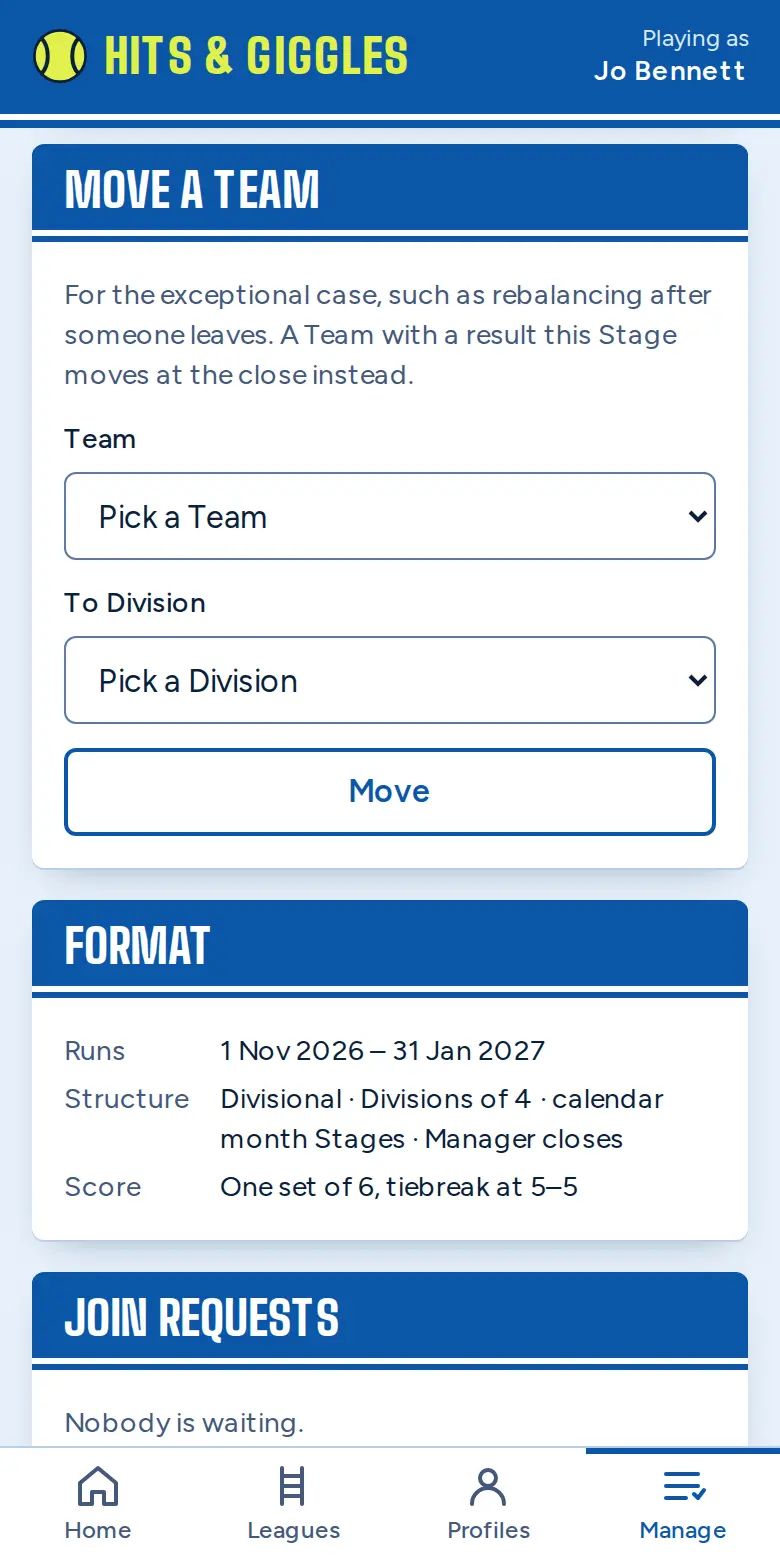 HITS & GIGGLES
Playing as
Jo Bennett
MOVE A TEAM
For the exceptional case, such as rebalancing after
someone leaves. A Team with a result this Stage
moves at the close instead.
Team
Pick a Team
To Division
Pick a Division
Move
FORMAT
Runs 1 Nov 2026 – 31 Jan 2027
Structure Divisional · Divisions of 4 · calendar
month Stages · Manager closes
Score One set of 6, tiebreak at 5–5
JOIN REQUESTS
Nobody is waiting.
Home Leagues Profiles Manage